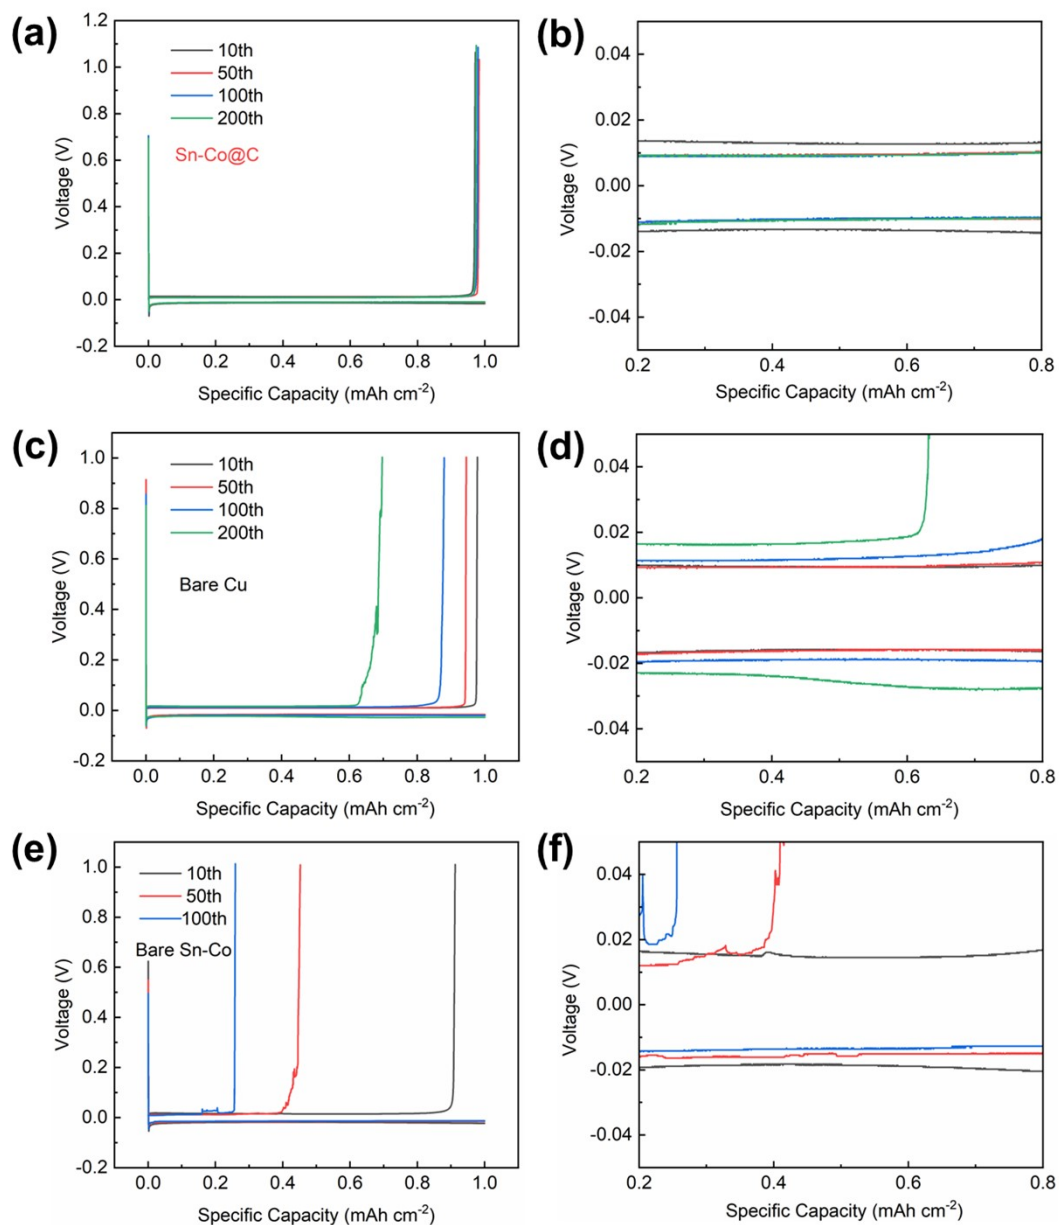 (a)
1.2
1.0
0.8
0.6
0.4
0.2
0.0
-0.2
Voltage (V)
10th
50th
100th
200th
Sn-Co@C
0.0 0.2 0.4 0.6 0.8 1.0
Specific Capacity (mAh cm⁻²)
(b)
0.04
0.02
0.00
-0.02
-0.04
Voltage (V)
0.2 0.4 0.6 0.8
Specific Capacity (mAh cm⁻²)
(c)
1.0
0.8
0.6
0.4
0.2
0.0
-0.2
Voltage (V)
10th
50th
100th
200th
Bare Cu
0.0 0.2 0.4 0.6 0.8 1.0
Specific Capacity (mAh cm⁻²)
(d)
0.04
0.02
0.00
-0.02
-0.04
Voltage (V)
0.2 0.4 0.6 0.8
Specific Capacity (mAh cm⁻²)
(e)
1.0
0.8
0.6
0.4
0.2
0.0
-0.2
Voltage (V)
10th
50th
100th
Bare Sn-Co
0.0 0.2 0.4 0.6 0.8 1.0
Specific Capacity (mAh cm⁻²)
(f)
0.04
0.02
0.00
-0.02
-0.04
Voltage (V)
0.2 0.4 0.6 0.8
Specific Capacity (mAh cm⁻²)